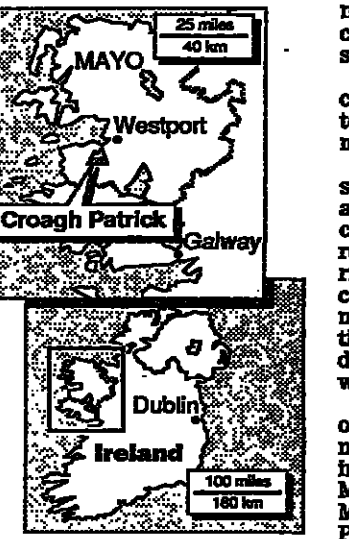 25 miles
40 km
MAYO
Westport
Croagh Patrick
Galway
Dublin
Ireland
100 miles
160 km